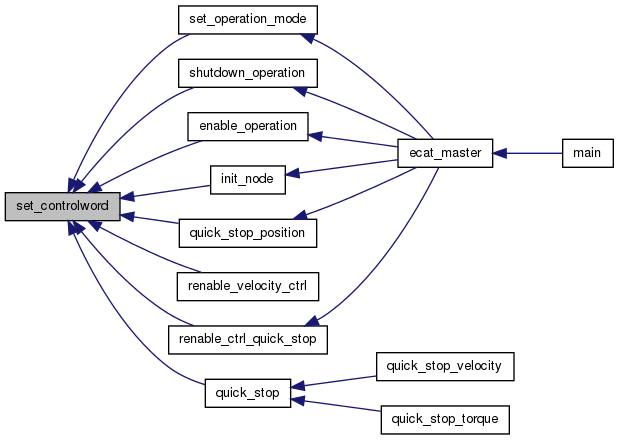 set_operation_mode
shutdown_operation
enable_operation
ecat_master
main
init_node
set_controlword
quick_stop_position
renable_velocity_ctrl
renable_ctrl_quick_stop
quick_stop_velocity
quick_stop
quick_stop_torque